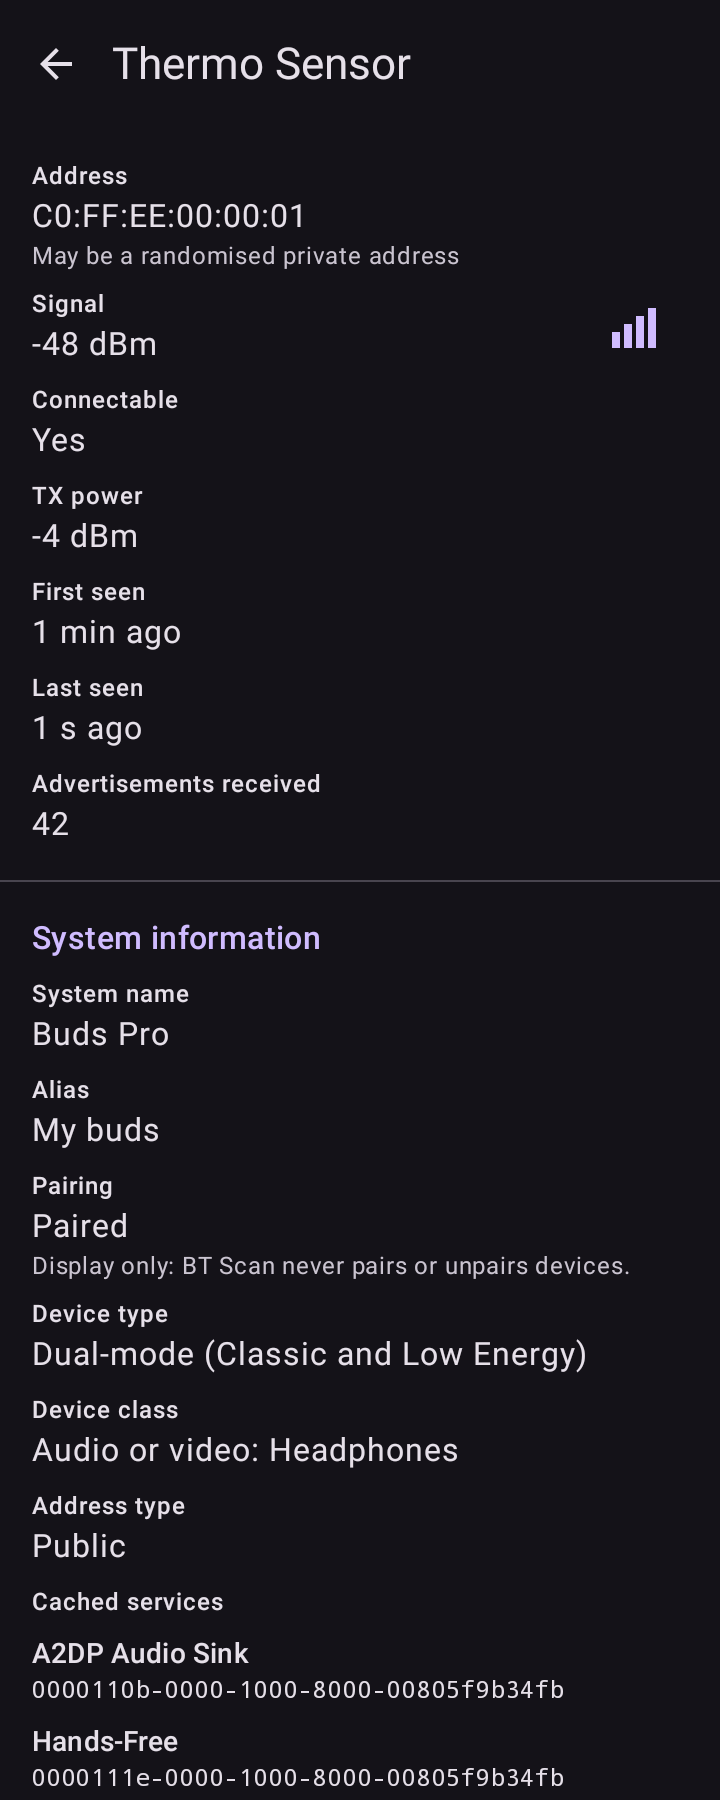 Thermo Sensor
Address
C0:FF:EE:00:00:01
May be a randomised private address
Signal
-48 dBm
Connectable
Yes
TX power
-4 dBm
First seen
1 min ago
Last seen
1 s ago
Advertisements received
42
System information
System name
Buds Pro
Alias
My buds
Pairing
Paired
Display only: BT Scan never pairs or unpairs devices.
Device type
Dual-mode (Classic and Low Energy)
Device class
Audio or video: Headphones
Address type
Public
Cached services
A2DP Audio Sink
0000110b-0000-1000-8000-00805f9b34fb
Hands-Free
0000111e-0000-1000-8000-00805f9b34fb